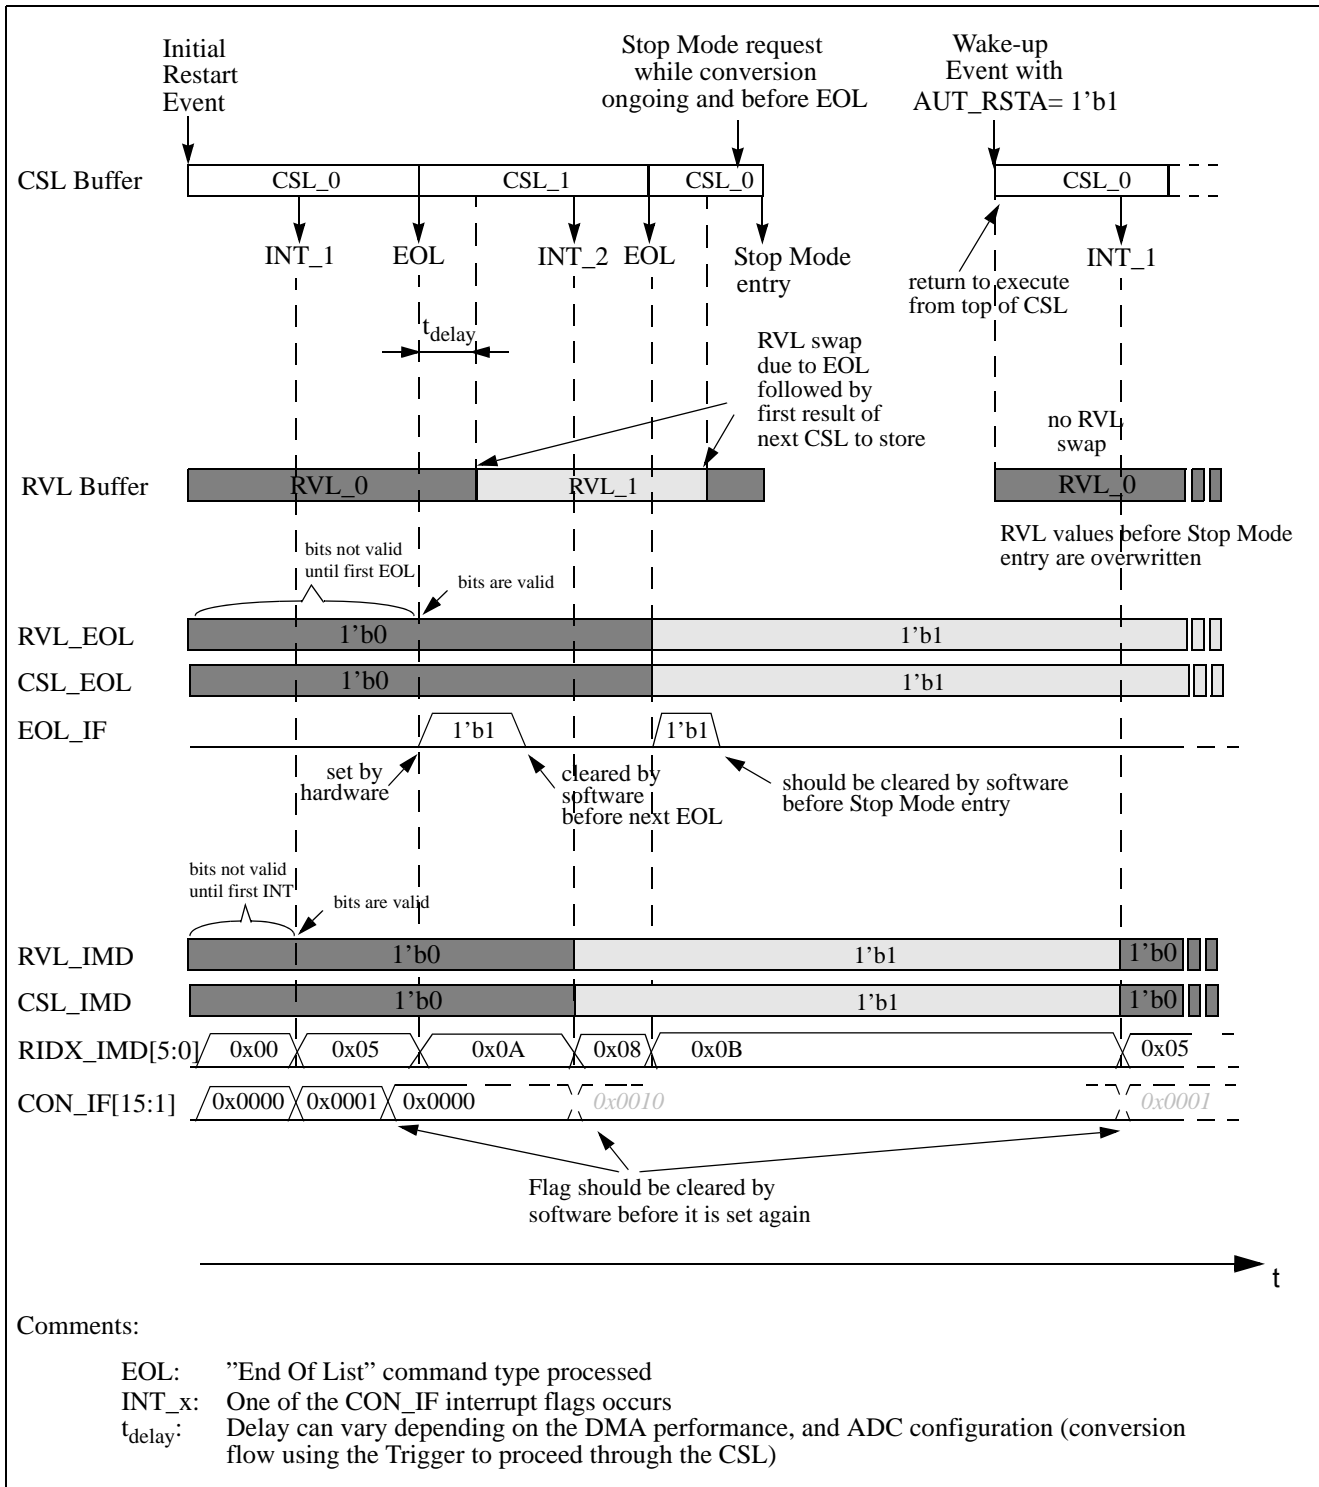 Initial
Restart
Event
Stop Mode request
while conversion
ongoing and before EOL
Wake-up
Event with
AUT_RSTA= 1'b1
CSL Buffer
CSL_0
CSL_1
CSL_0
CSL_0
INT_1
EOL
INT_2
EOL
Stop Mode
entry
INT_1
return to execute
from top of CSL
tdelay
RVL swap
due to EOL
followed by
first result of
next CSL to store
no RVL
swap
RVL Buffer
RVL_0
RVL_1
RVL_0
RVL values before Stop Mode
entry are overwritten
bits not valid
until first EOL
bits are valid
RVL_EOL
1'b0
1'b1
CSL_EOL
1'b0
1'b1
EOL_IF
1'b1
1'b1
set by
hardware
cleared by
software
before next EOL
should be cleared by software
before Stop Mode entry
bits not valid
until first INT
bits are valid
RVL_IMD
1'b0
1'b1
1'b0
CSL_IMD
1'b0
1'b1
1'b0
RIDX_IMD[5:0]
0x00
0x05
0x0A
0x08
0x0B
0x05
CON_IF[15:1]
0x0000
0x0001
0x0000
0x0010
0x0001
Flag should be cleared by
software before it is set again
t
Comments:
EOL: ”End Of List” command type processed
INT_x: One of the CON_IF interrupt flags occurs
tdelay: Delay can vary depending on the DMA performance, and ADC configuration (conversion
flow using the Trigger to proceed through the CSL)